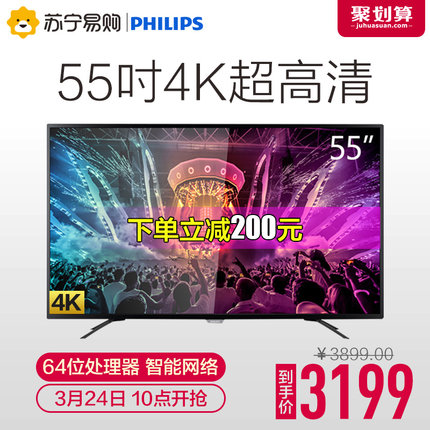 苏宁易购 PHILIPS
聚划算
juhuasuan.com
55吋4K超高清
55"
下单立减200元
4K
64位处理器 智能网络
3月24日 10点开抢
￥3899.00
到手价 3199